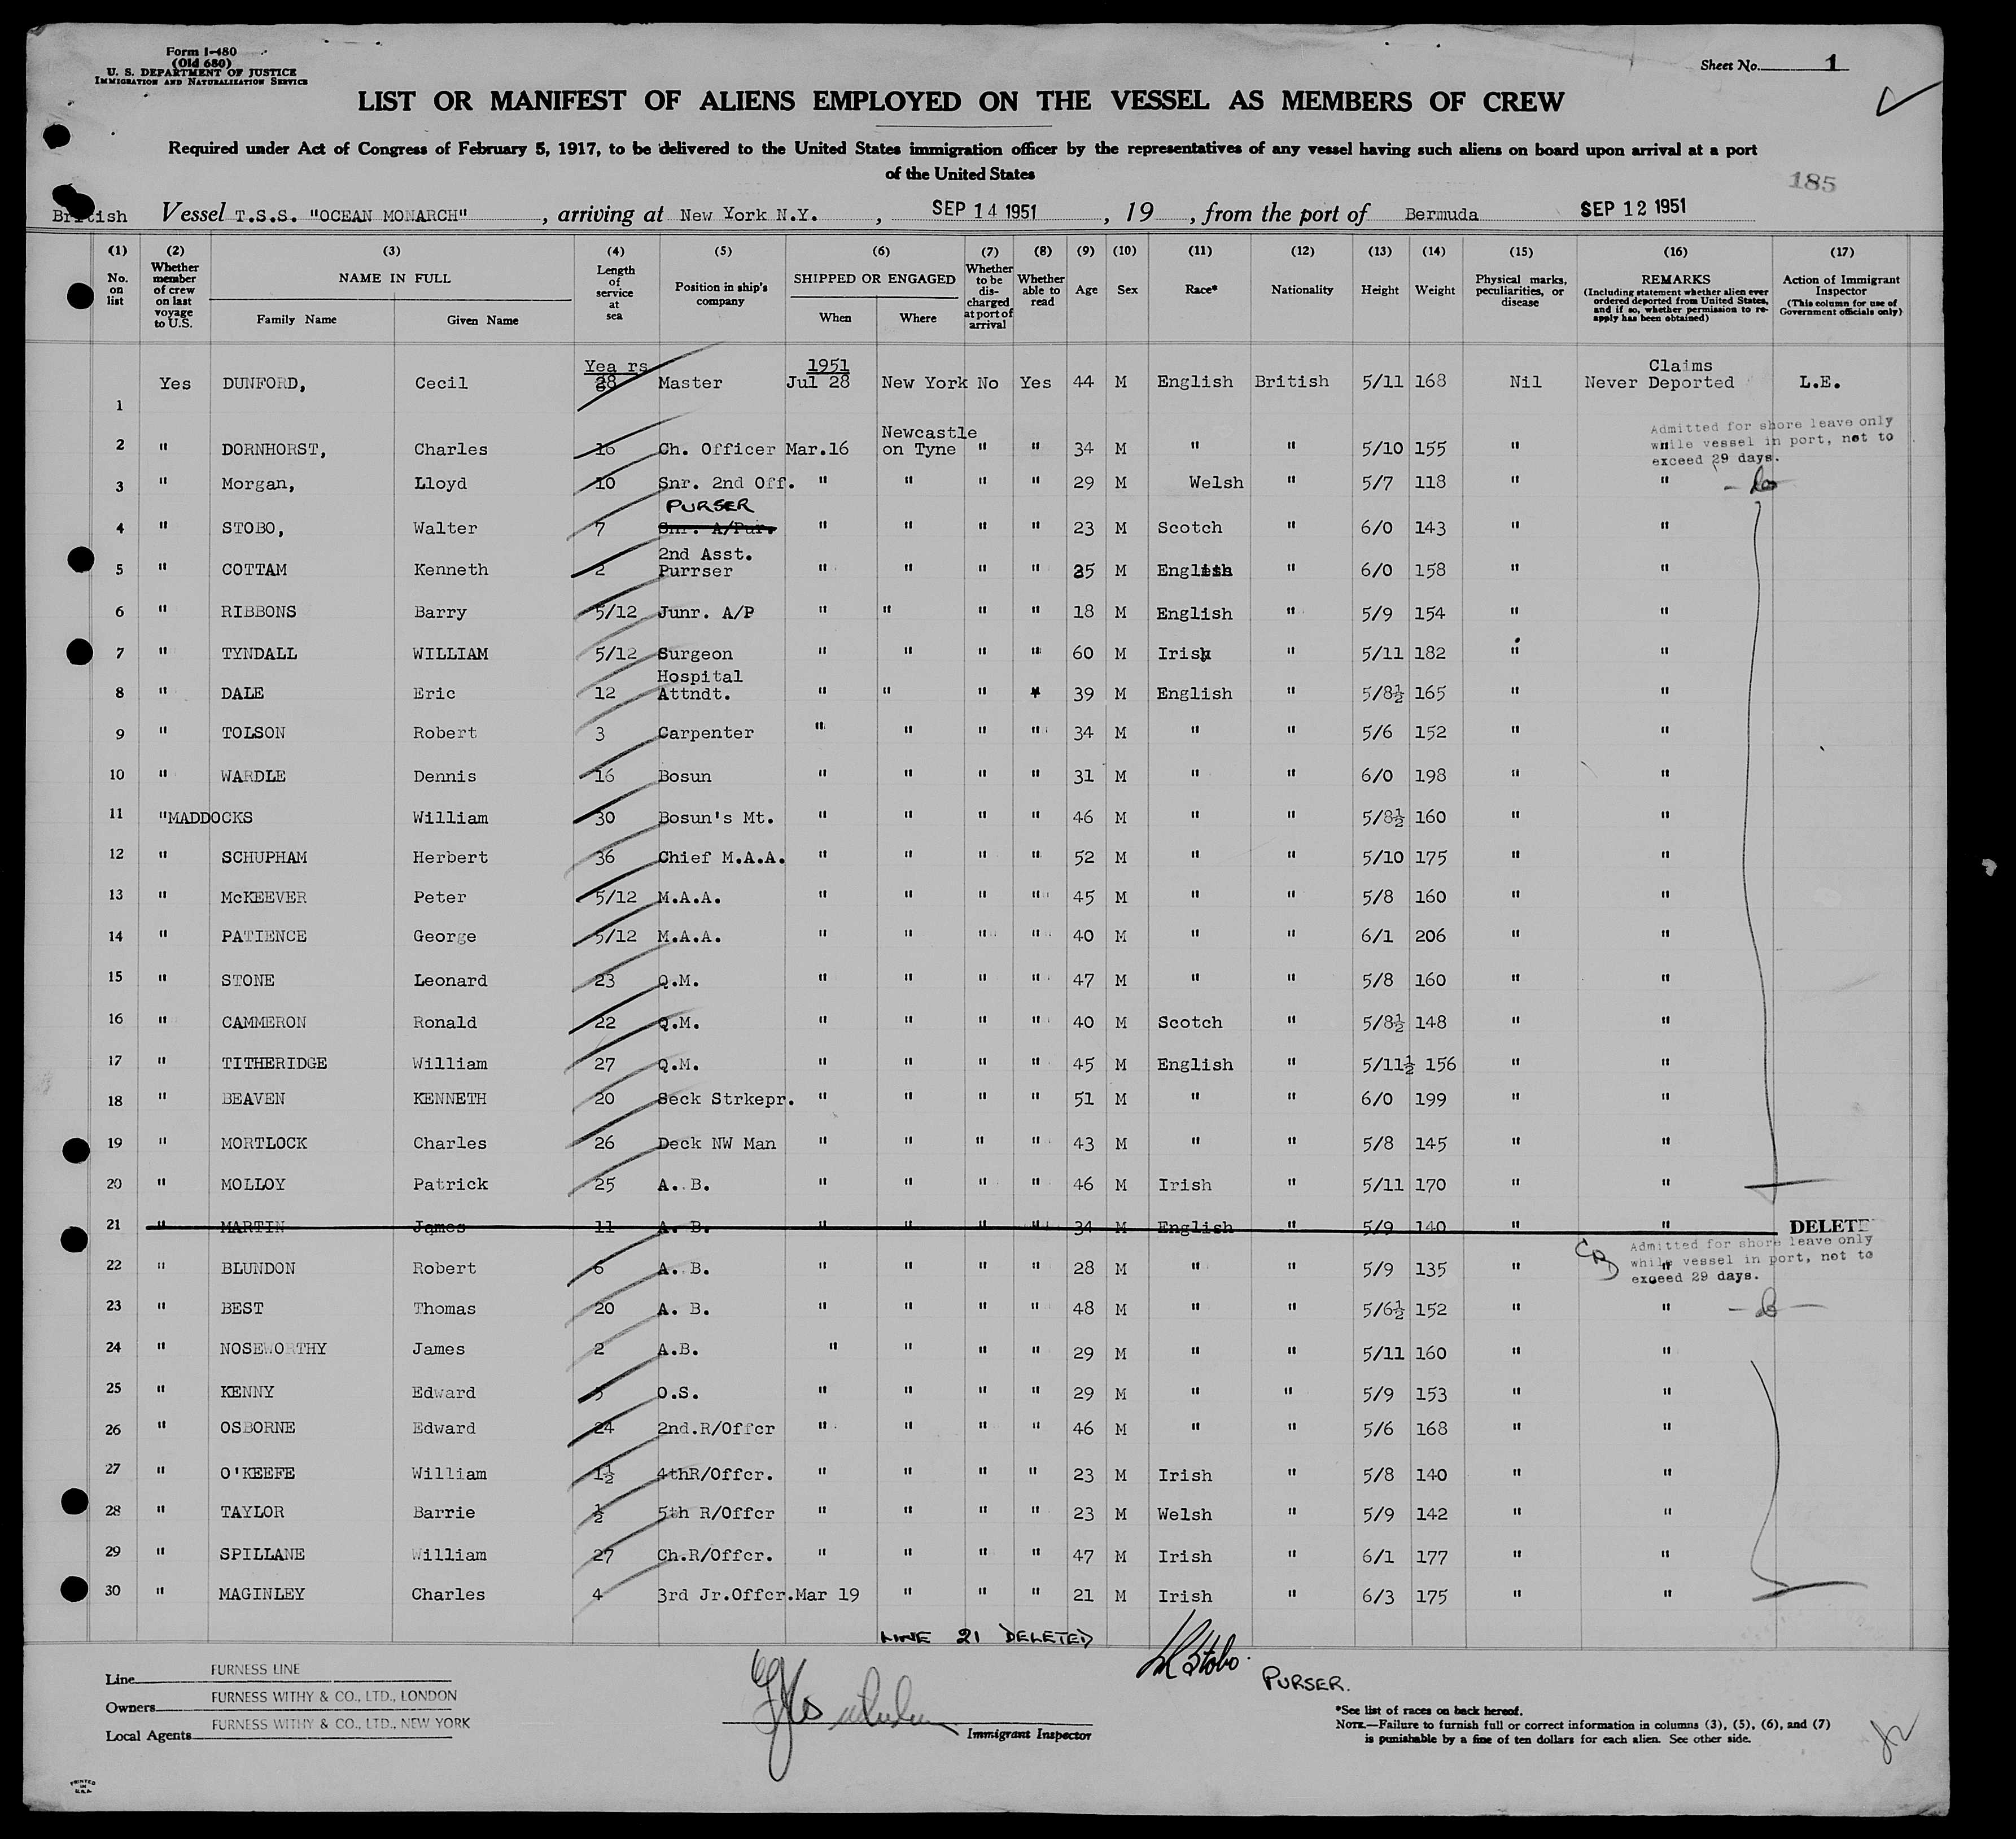 Form I-480
(Old 680)
U. S. DEPARTMENT OF JUSTICE
IMMIGRATION AND NATURALIZATION SERVICE
Sheet No. 1
LIST OR MANIFEST OF ALIENS EMPLOYED ON THE VESSEL AS MEMBERS OF CREW
Required under Act of Congress of February 5, 1917, to be delivered to the United States immigration officer by the representatives of any vessel having such aliens on board upon arrival at a port
of the United States
185
British Vessel T.S.S. "OCEAN MONARCH", arriving at New York N.Y., SEP 14 1951, 19, from the port of Bermuda SEP 12 1951
(1) (2) (3) (4) (5) (6) (7) (8) (9) (10) (11) (12) (13) (14) (15) (16) (17)
No. on list
Whether member of crew on last voyage to U.S.
NAME IN FULL
Family Name Given Name
Length of service at sea
Position in ship's company
SHIPPED OR ENGAGED
When Where
Whether to be discharged at port of arrival
Whether able to read
Age
Sex
Race*
Nationality
Height
Weight
Physical marks, peculiarities, or disease
REMARKS
(Including statement whether alien ever ordered deported from United States, and if so, whether permission to re-apply has been obtained)
Action of Immigrant Inspector
(This column for use of Government officials only)
Yea rs 1951 Claims
1 Yes DUNFORD, Cecil 28 Master Jul 28 New York No Yes 44 M English British 5/11 168 Nil Never Deported L.E.
Admitted for shore leave only
while vessel in port, not to
exceed 29 days.
2 " DORNHORST, Charles 16 Ch. Officer Mar.16 Newcastle on Tyne " " 34 M " " 5/10 155 "
3 " Morgan, Lloyd 10 Snr. 2nd Off. " " " " 29 M Welsh " 5/7 118 " "
PURSER
4 " STOBO, Walter 7 Snr. A/Pur. " " " " 23 M Scotch " 6/0 143 " "
5 " COTTAM Kenneth 2 2nd Asst. Purrser " " " " 25 M English " 6/0 158 " "
6 " RIBBONS Barry 5/12 Junr. A/P " " " " 18 M English " 5/9 154 " "
7 " TYNDALL WILLIAM 5/12 Surgeon " " " " 60 M Irish " 5/11 182 " "
8 " DALE Eric 12 Hospital Attndt. " " " " 39 M English " 5/8½ 165 " "
9 " TOLSON Robert 3 Carpenter " " " " 34 M " " 5/6 152 " "
10 " WARDLE Dennis 16 Bosun " " " " 31 M " " 6/0 198 " "
11 "MADDOCKS William 30 Bosun's Mt. " " " " 46 M " " 5/8½ 160 " "
12 " SCHUPHAM Herbert 36 Chief M.A.A. " " " " 52 M " " 5/10 175 " "
13 " McKEEVER Peter 5/12 M.A.A. " " " " 45 M " " 5/8 160 " "
14 " PATIENCE George 5/12 M.A.A. " " " " 40 M " " 6/1 206 " "
15 " STONE Leonard 23 Q.M. " " " " 47 M " " 5/8 160 " "
16 " CAMMERON Ronald 22 Q.M. " " " " 40 M Scotch " 5/8½ 148 " "
17 " TITHERIDGE William 27 Q.M. " " " " 45 M English " 5/11½ 156 " "
18 " BEAVEN KENNETH 20 Seck Strkepr. " " " " 51 M " " 6/0 199 " "
19 " MORTLOCK Charles 26 Deck NW Man " " " " 43 M " " 5/8 145 " "
20 " MOLLOY Patrick 25 A. B. " " " " 46 M Irish " 5/11 170 " "
21 " MARTIN James 11 A. B. " " " " 34 M English " 5/9 140 " " DELETE
Admitted for shore leave only
while vessel in port, not to
exceed 29 days.
22 " BLUNDON Robert 6 A. B. " " " " 28 M " " 5/9 135 " "
23 " BEST Thomas 20 A. B. " " " " 48 M " " 5/6½ 152 " "
24 " NOSEWORTHY James 2 A.B. " " " " 29 M " " 5/11 160 " "
25 " KENNY Edward 5 O.S. " " " " 29 M " " 5/9 153 " "
26 " OSBORNE Edward 24 2nd.R/Offcr " " " " 46 M " " 5/6 168 " "
27 " O'KEEFE William 1½ 4thR/Offcr. " " " " 23 M Irish " 5/8 140 " "
28 " TAYLOR Barrie ½ 5th R/Offcr " " " " 23 M Welsh " 5/9 142 " "
29 " SPILLANE William 27 Ch.R/Offcr. " " " " 47 M Irish " 6/1 177 " "
30 " MAGINLEY Charles 4 3rd Jr.Offcr. Mar 19 " " " 21 M Irish " 6/3 175 " "
LINE 21 DELETED
Stobo.
PURSER.
Line FURNESS LINE
Owners FURNESS WITHY & CO., LTD., LONDON
Local Agents FURNESS WITHY & CO., LTD., NEW YORK
Immigrant Inspector
*See list of races on back hereof.
NOTE.—Failure to furnish full or correct information in columns (3), (5), (6), and (7)
is punishable by a fine of ten dollars for each alien. See other side.
PRINTED
IN
U.S.A.